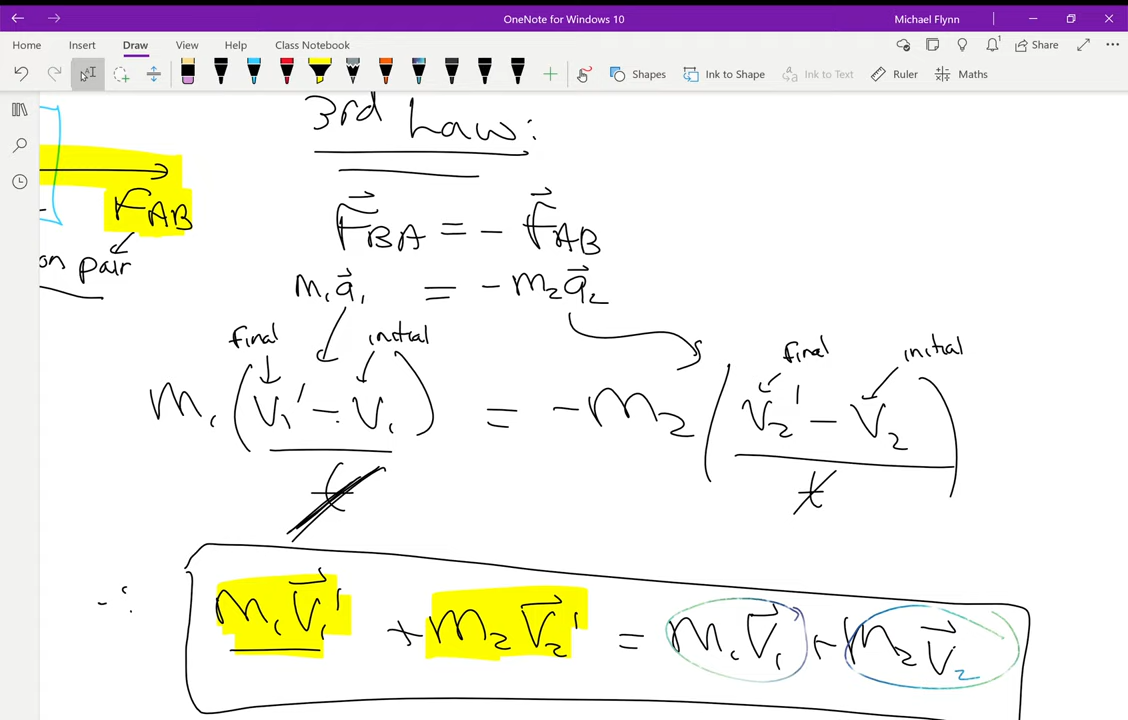 OneNote for Windows 10
Michael Flynn
Home Insert Draw View Help Class Notebook
Share
Shapes Ink to Shape Ink to Text Ruler Maths
3rd Law:
F⃗BA = - F⃗AB
FAB
on pair
m₁a⃗₁ = -m₂a⃗₂
final initial final initial
m₁(V₁' - V₁) = -m₂(V₂' - V₂)
t t
∴ m₁V⃗₁' + m₂V⃗₂' = m₁V⃗₁ + m₂V⃗₂